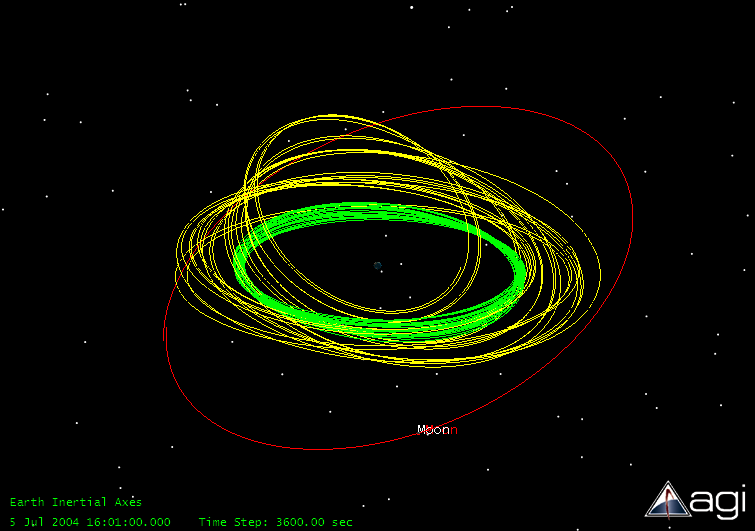 Moon
agi
Earth Inertial Axes
5 Jul 2004 16:01:00.000 Time Step: 3600.00 sec